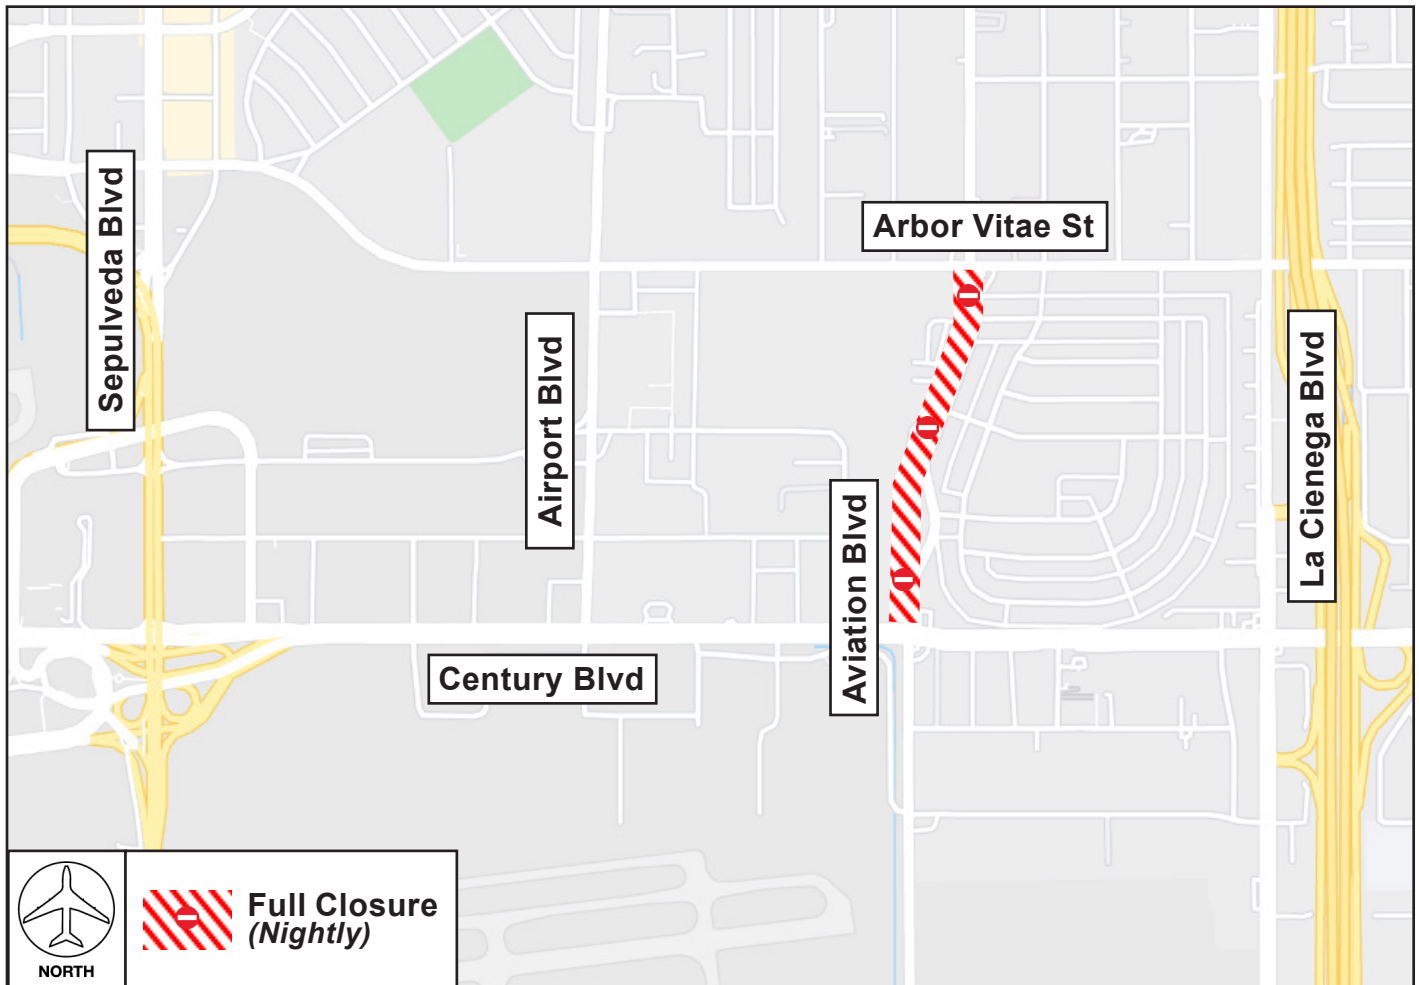 Arbor Vitae St
Sepulveda Blvd
Airport Blvd
La Cienega Blvd
Aviation Blvd
Century Blvd
NORTH
Full Closure
(Nightly)